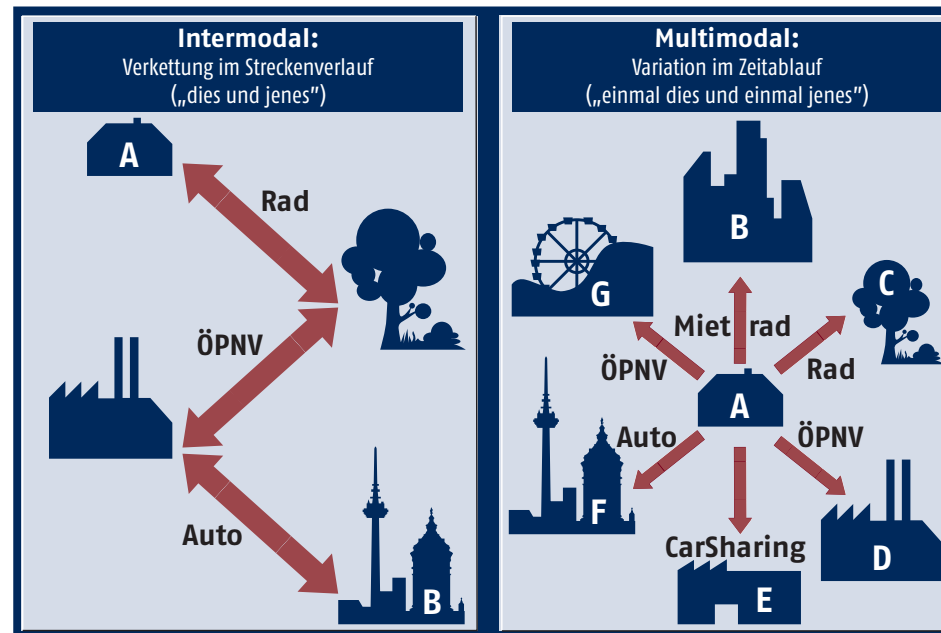 Intermodal:
Verkettung im Streckenverlauf
(„dies und jenes”)
A
Rad
ÖPNV
Auto
B
Multimodal:
Variation im Zeitablauf
(„einmal dies und einmal jenes”)
B
G
C
Miet rad
ÖPNV
Rad
A
Auto
ÖPNV
F
CarSharing
D
E